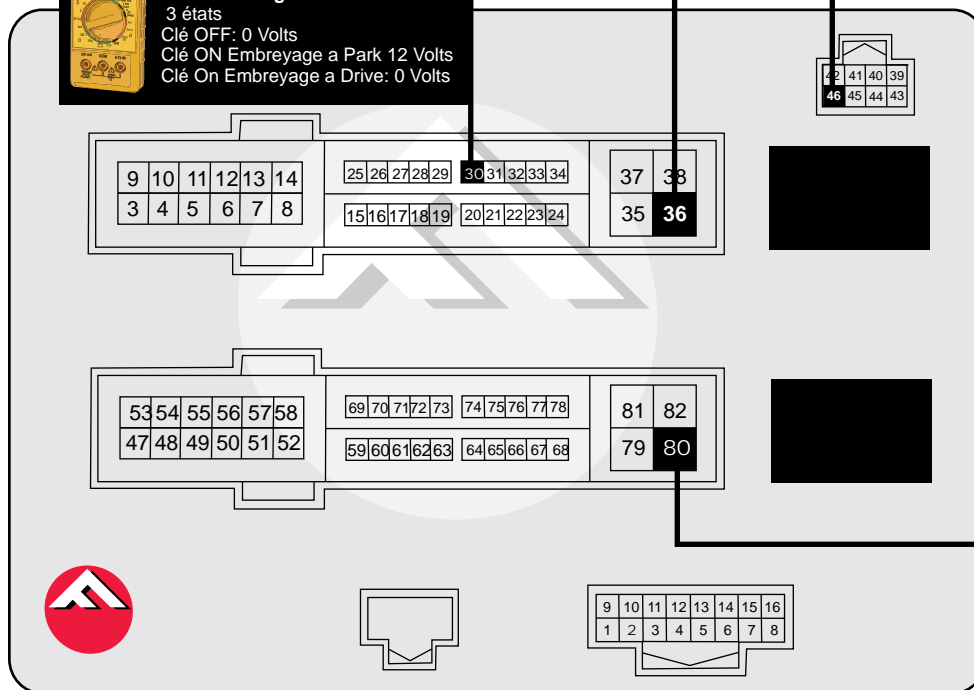 3 états
Clé OFF: 0 Volts
Clé ON Embreyage a Park 12 Volts
Clé On Embreyage a Drive: 0 Volts
42 41 40 39
46 45 44 43
9 10 11 12 13 14
3 4 5 6 7 8
25 26 27 28 29 30 31 32 33 34
15 16 17 18 19 20 21 22 23 24
37 38
35 36
53 54 55 56 57 58
47 48 49 50 51 52
69 70 71 72 73 74 75 76 77 78
59 60 61 62 63 64 65 66 67 68
81 82
79 80
9 10 11 12 13 14 15 16
1 2 3 4 5 6 7 8